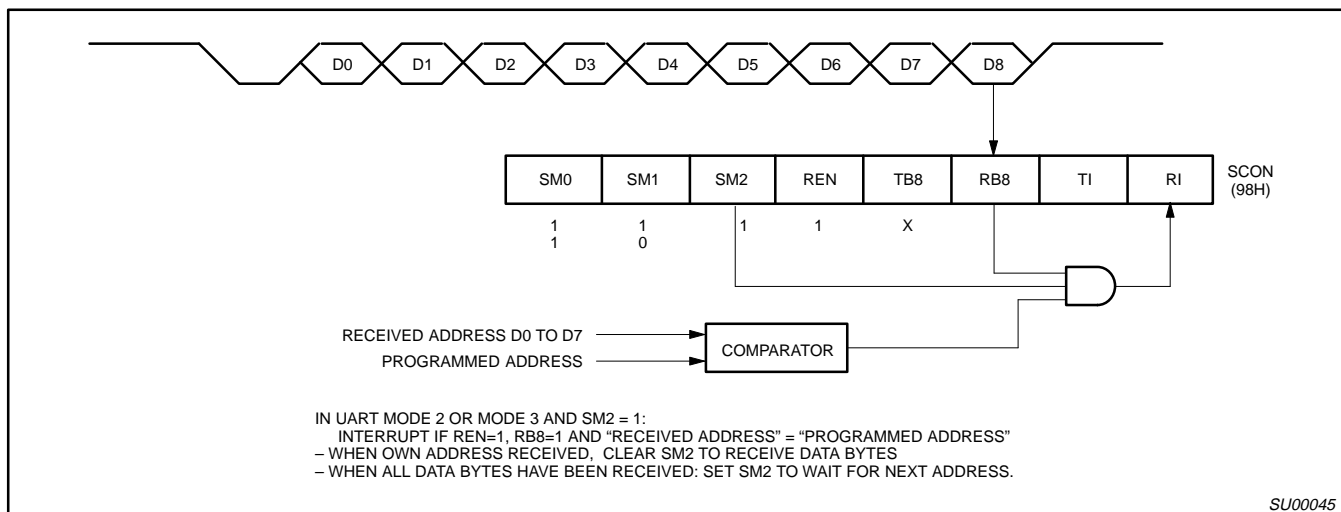 D0 D1 D2 D3 D4 D5 D6 D7 D8
SM0 SM1 SM2 REN TB8 RB8 TI RI
SCON
(98H)
1 1 1 1 X
1 0
RECEIVED ADDRESS D0 TO D7
PROGRAMMED ADDRESS
COMPARATOR
IN UART MODE 2 OR MODE 3 AND SM2 = 1:
INTERRUPT IF REN=1, RB8=1 AND “RECEIVED ADDRESS” = “PROGRAMMED ADDRESS”
– WHEN OWN ADDRESS RECEIVED, CLEAR SM2 TO RECEIVE DATA BYTES
– WHEN ALL DATA BYTES HAVE BEEN RECEIVED: SET SM2 TO WAIT FOR NEXT ADDRESS.
SU00045